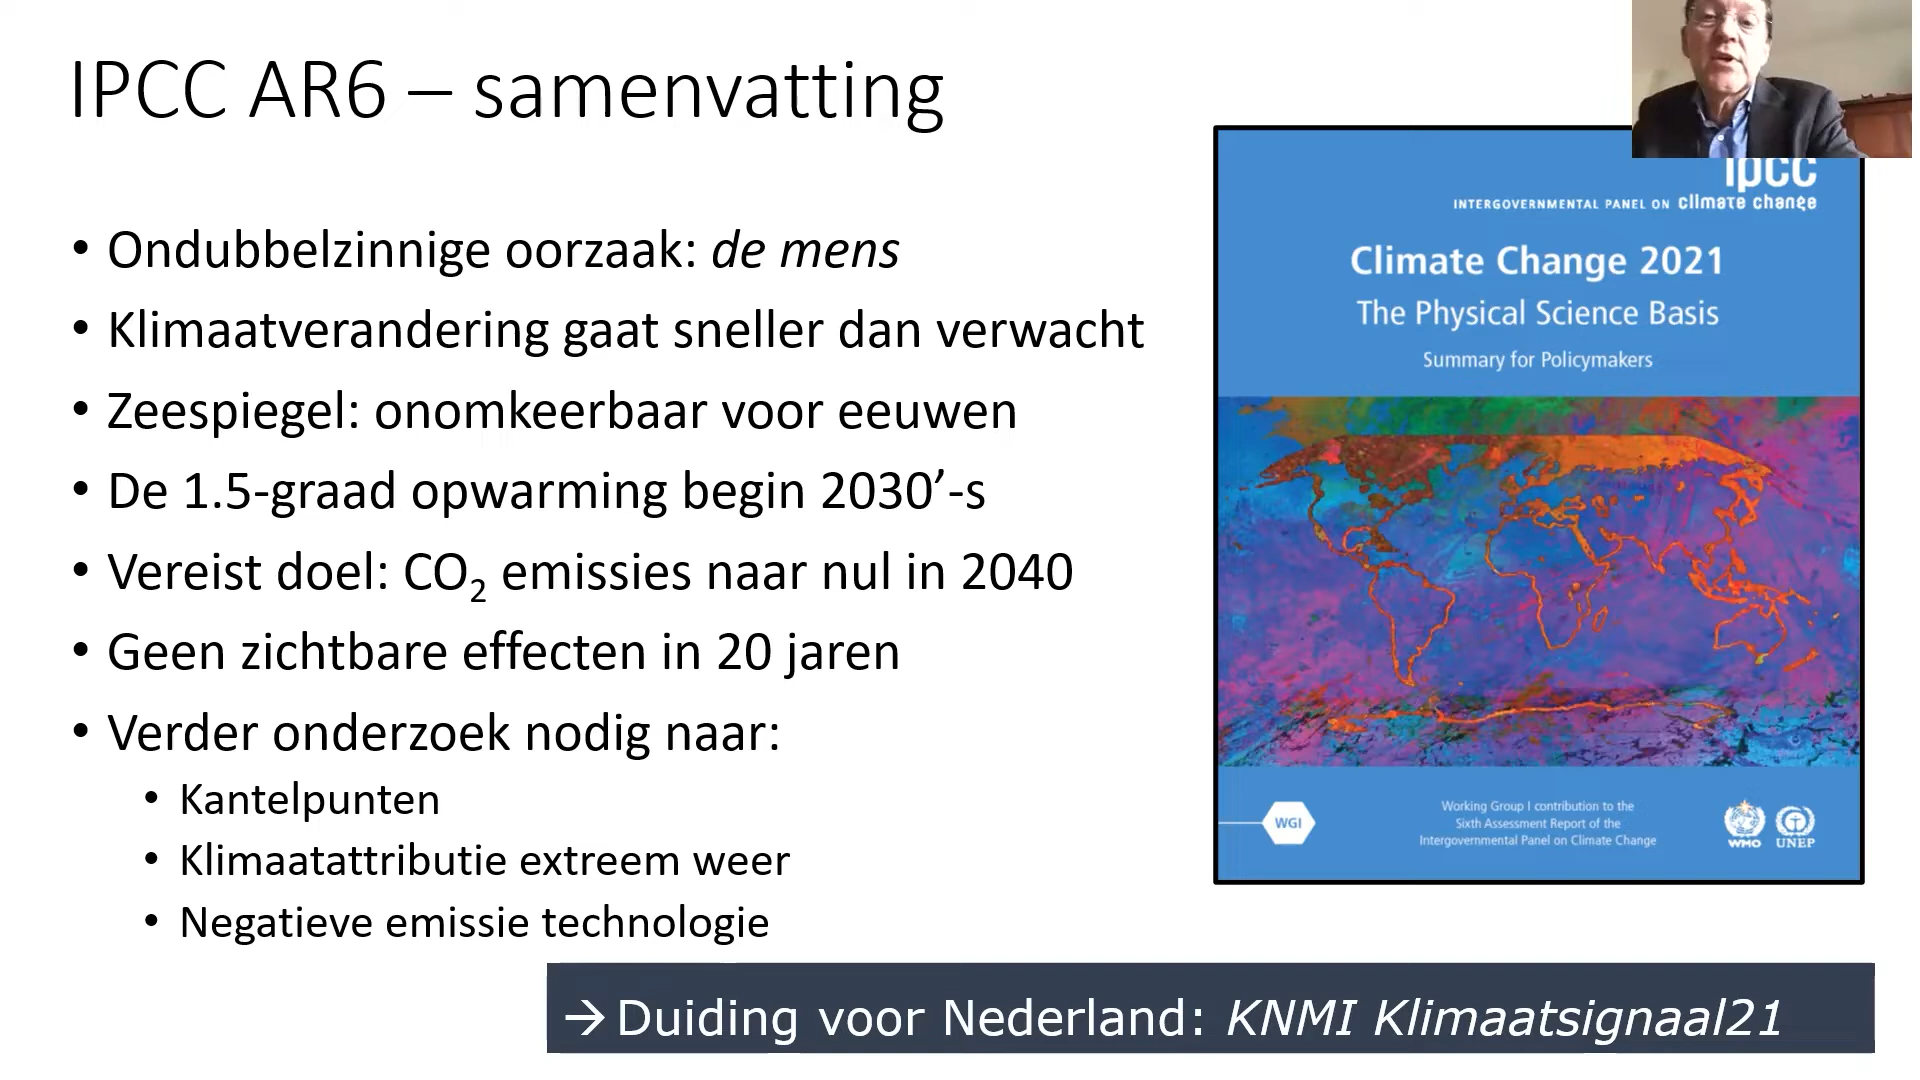 IPCC AR6 – samenvatting
• Ondubbelzinnige oorzaak: de mens
• Klimaatverandering gaat sneller dan verwacht
• Zeespiegel: onomkeerbaar voor eeuwen
• De 1.5-graad opwarming begin 2030’-s
• Vereist doel: CO₂ emissies naar nul in 2040
• Geen zichtbare effecten in 20 jaren
• Verder onderzoek nodig naar:
• Kantelpunten
• Klimaatattributie extreem weer
• Negatieve emissie technologie
ipcc
INTERGOVERNMENTAL PANEL ON climate change
Climate Change 2021
The Physical Science Basis
Summary for Policymakers
WGI
Working Group I contribution to the
Sixth Assessment Report of the
Intergovernmental Panel on Climate Change
WMO
UNEP
→ Duiding voor Nederland: KNMI Klimaatsignaal21